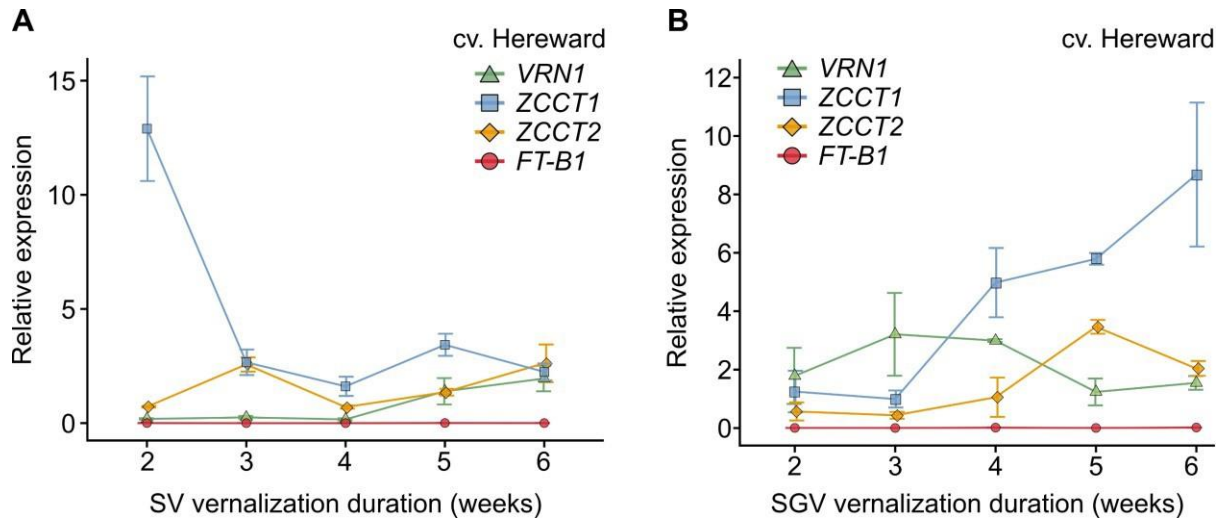 A
cv. Hereward
VRN1
ZCCT1
ZCCT2
FT-B1
15
10
5
0
Relative expression
2 3 4 5 6
SV vernalization duration (weeks)
B
cv. Hereward
VRN1
ZCCT1
ZCCT2
FT-B1
12
10
8
6
4
2
0
Relative expression
2 3 4 5 6
SGV vernalization duration (weeks)